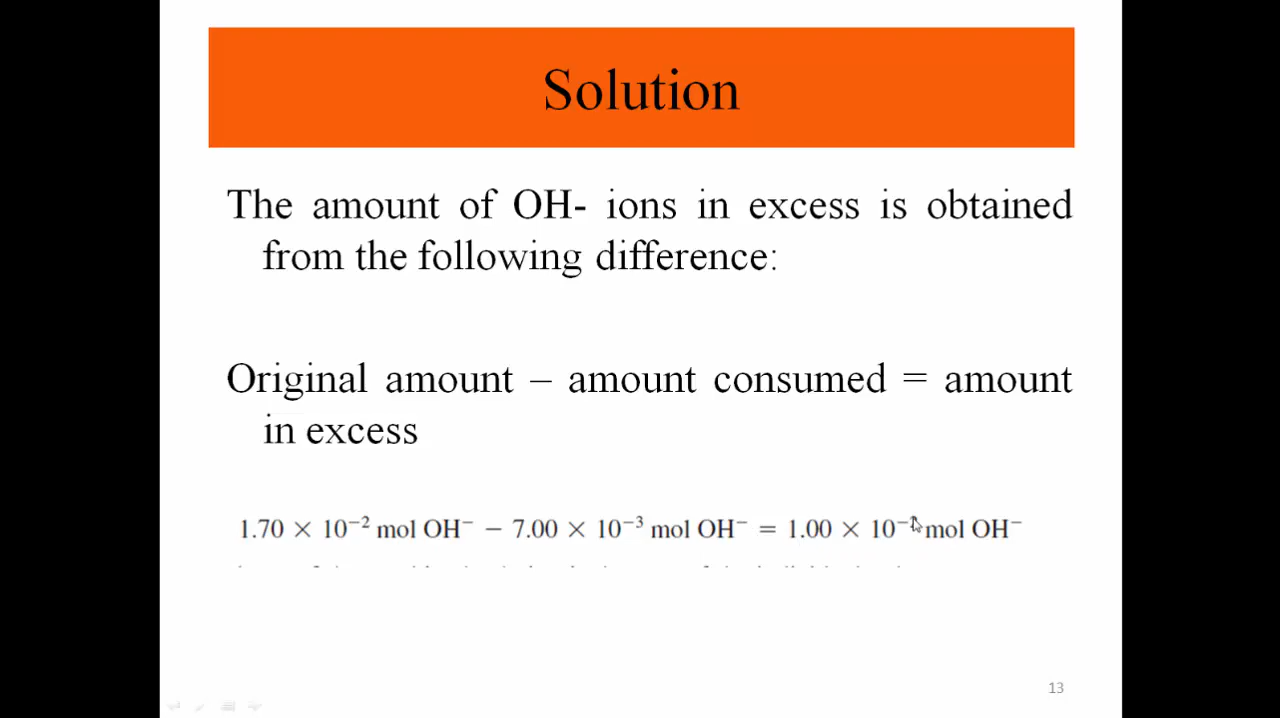 Solution
The amount of OH- ions in excess is obtained
from the following difference:
Original amount – amount consumed = amount
in excess
1.70 × 10⁻² mol OH⁻ − 7.00 × 10⁻³ mol OH⁻ = 1.00 × 10⁻² mol OH⁻
13